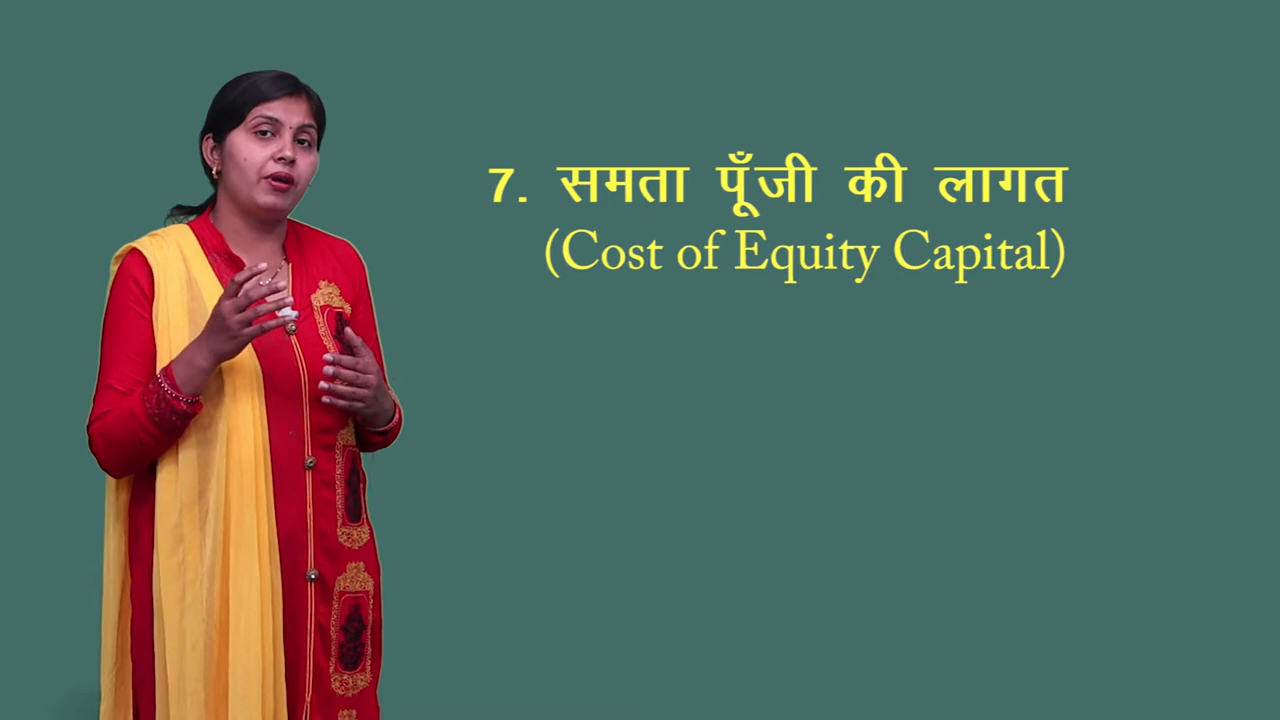 7. समता पूँजी की लागत
(Cost of Equity Capital)